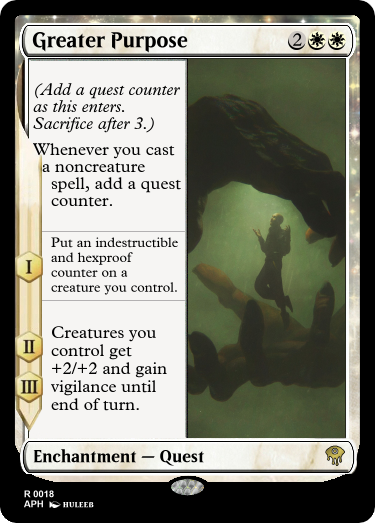 Greater Purpose 2
(Add a quest counter
as this enters.
Sacrifice after 3.)
Whenever you cast
a noncreature
spell, add a quest
counter.
I
Put an indestructible
and hexproof
counter on a
creature you control.
II
III
Creatures you
control get
+2/+2 and gain
vigilance until
end of turn.
Enchantment — Quest
R 0018
APH HULEEB